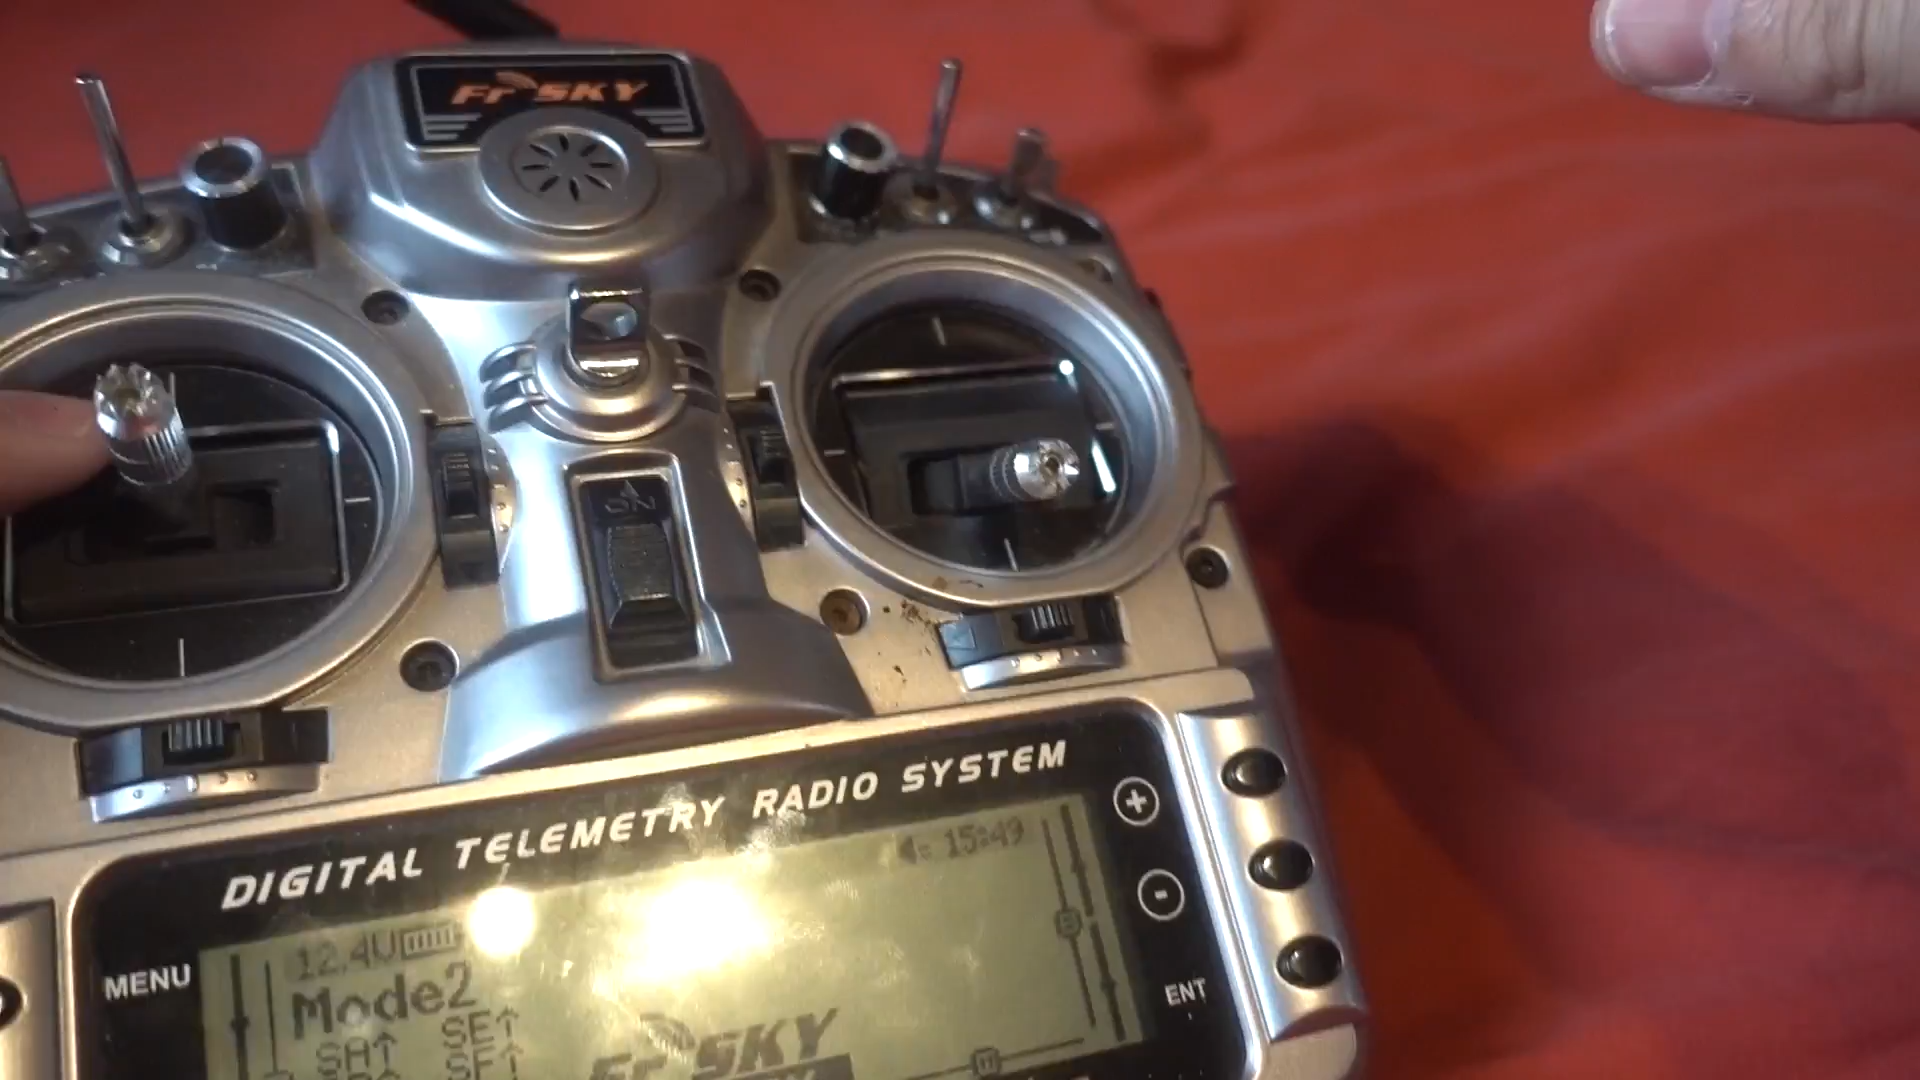 FrSKY
ON
DIGITAL TELEMETRY RADIO SYSTEM
+
15:49
-
12.4V
MENU
Mode2
ENT
SA↑ SE↑
SF↑
FrSKY